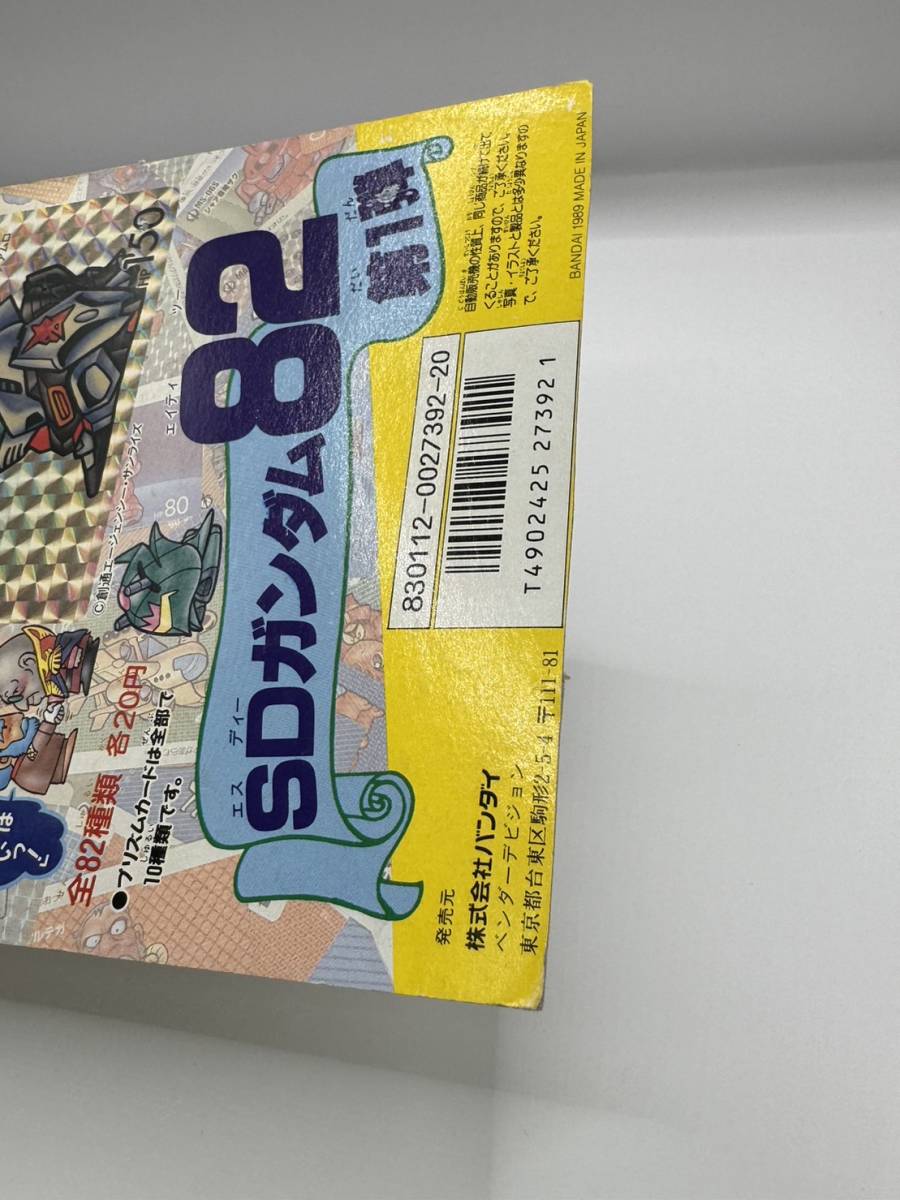 HP150
©創通エージェンシー・サンライズ
全82種類 各20円
●プリズムカードは全部で
10種類です。
エスディー
エイティ
ツー
SDガンダム82
だい だん
第1弾
自動販売機の性質上、同じ商品が続けて出て
くることがありますので、ご了承ください。
写真・イラストと製品とは多少異なりますの
で、ご了承ください。
BANDAI 1989 MADE IN JAPAN
830112-0027392-20
T4902425 27392 1
発売元
株式会社バンダイ
ベンダーデビジョン
東京都台東区駒形2-5-4 〒111-81